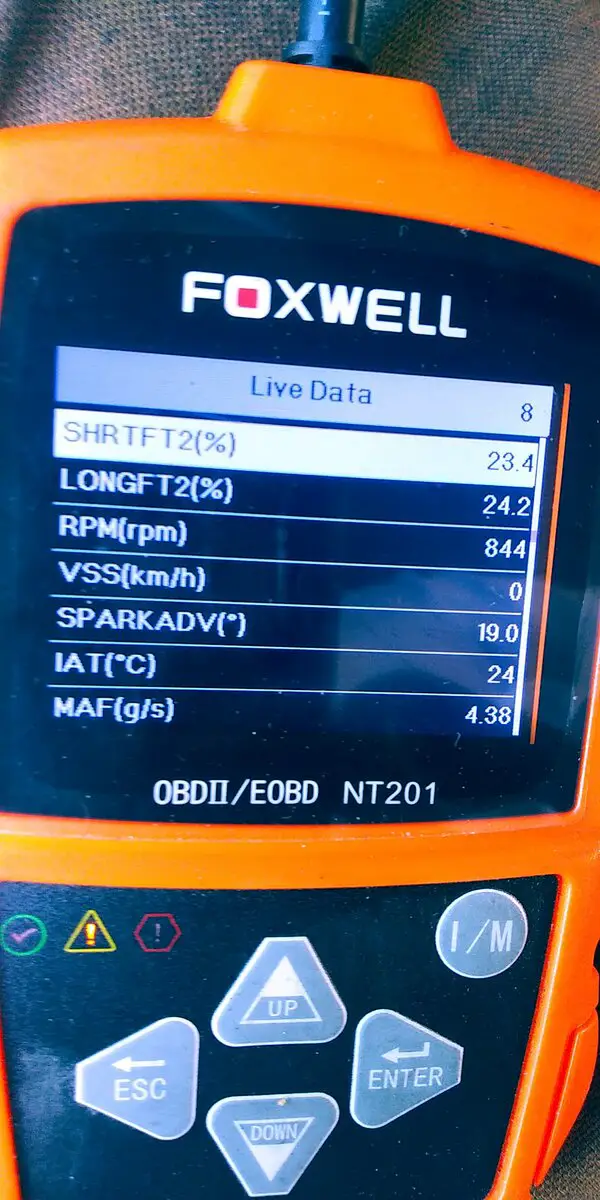 FOXWELL
Live Data 8
SHRTFT2(%) 23.4
LONGFT2(%) 24.2
RPM(rpm) 844
VSS(km/h) 0
SPARKADV(°) 19.0
IAT(°C) 24
MAF(g/s) 4.38
OBDII/EOBD NT201
! !
I/M
UP
ESC
ENTER
DOWN